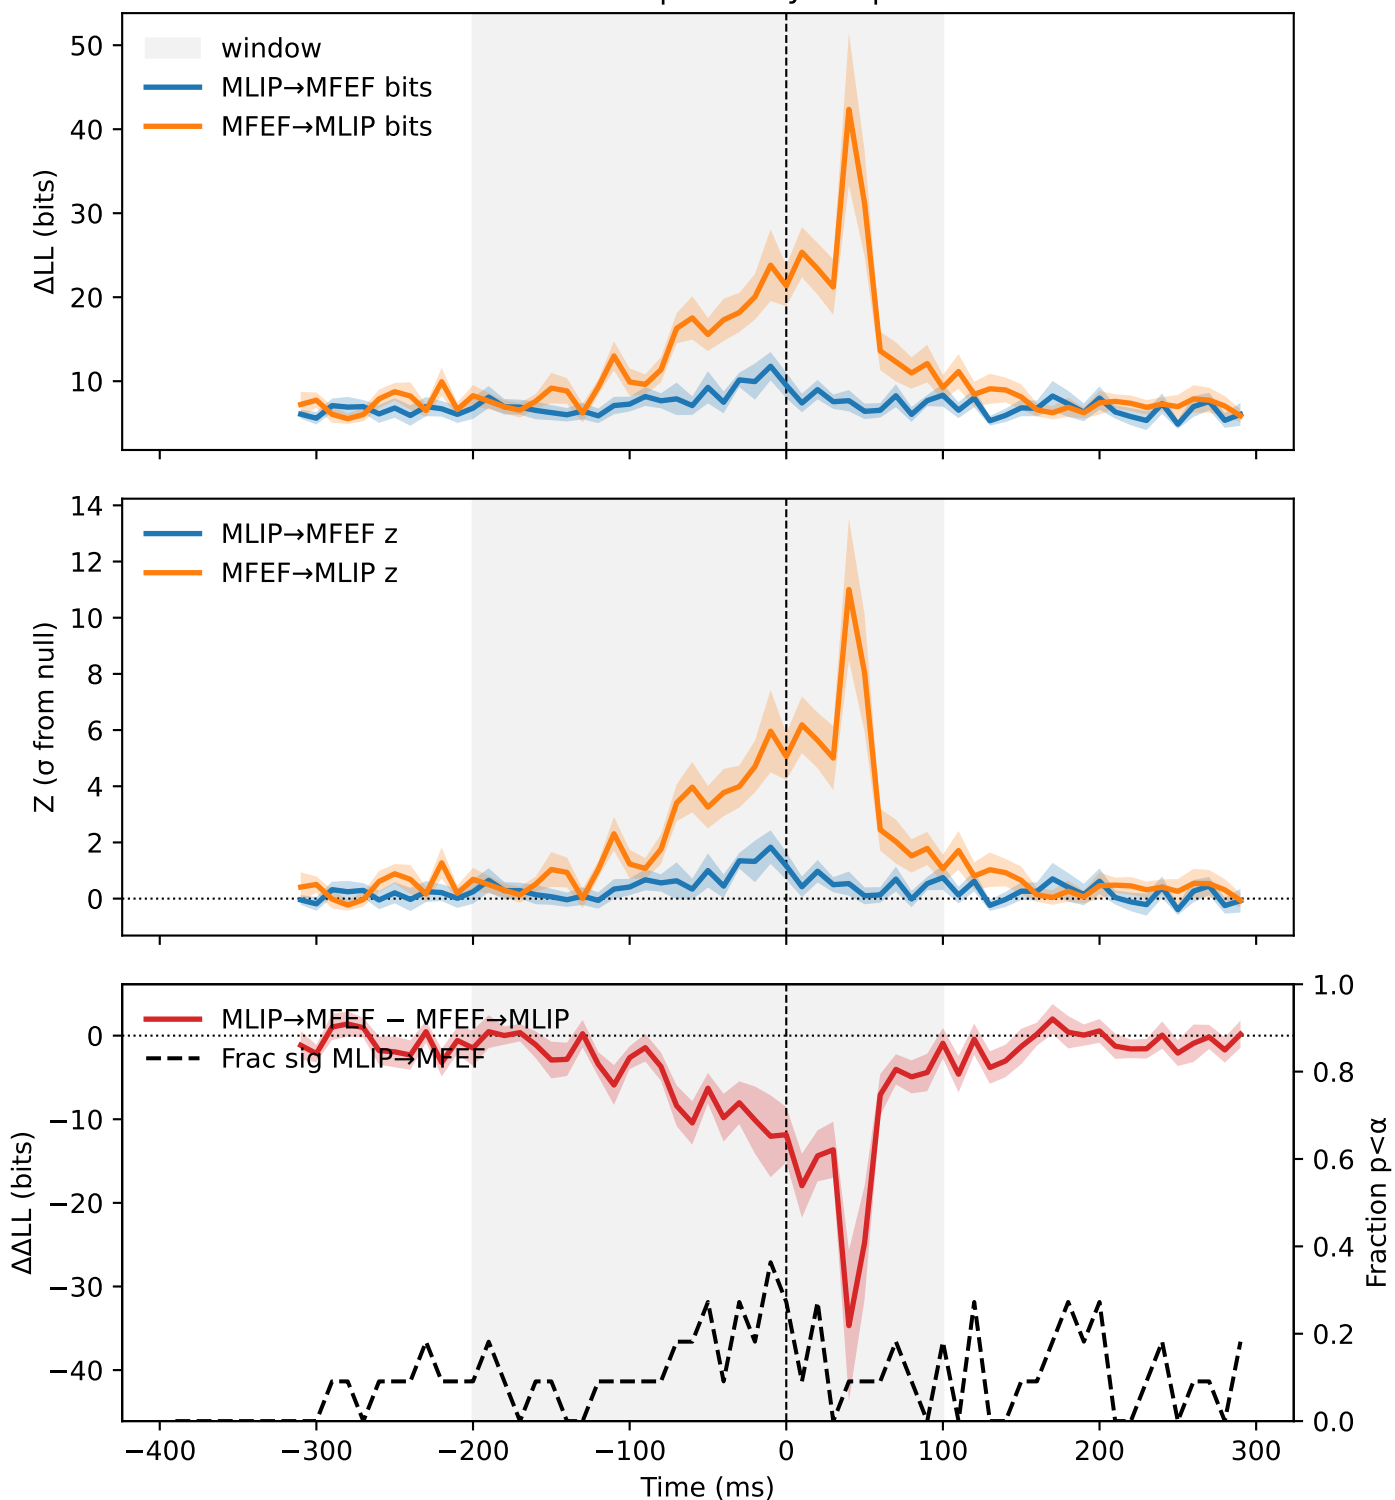 50
40
30
20
10
ΔLL (bits)
window
MLIP→MFEF bits
MFEF→MLIP bits
14
12
10
8
6
4
2
0
Z (σ from null)
MLIP→MFEF z
MFEF→MLIP z
0
−10
−20
−30
−40
ΔΔLL (bits)
MLIP→MFEF − MFEF→MLIP
Frac sig MLIP→MFEF
1.0
0.8
0.6
0.4
0.2
0.0
Fraction p<α
−400 −300 −200 −100 0 100 200 300
Time (ms)